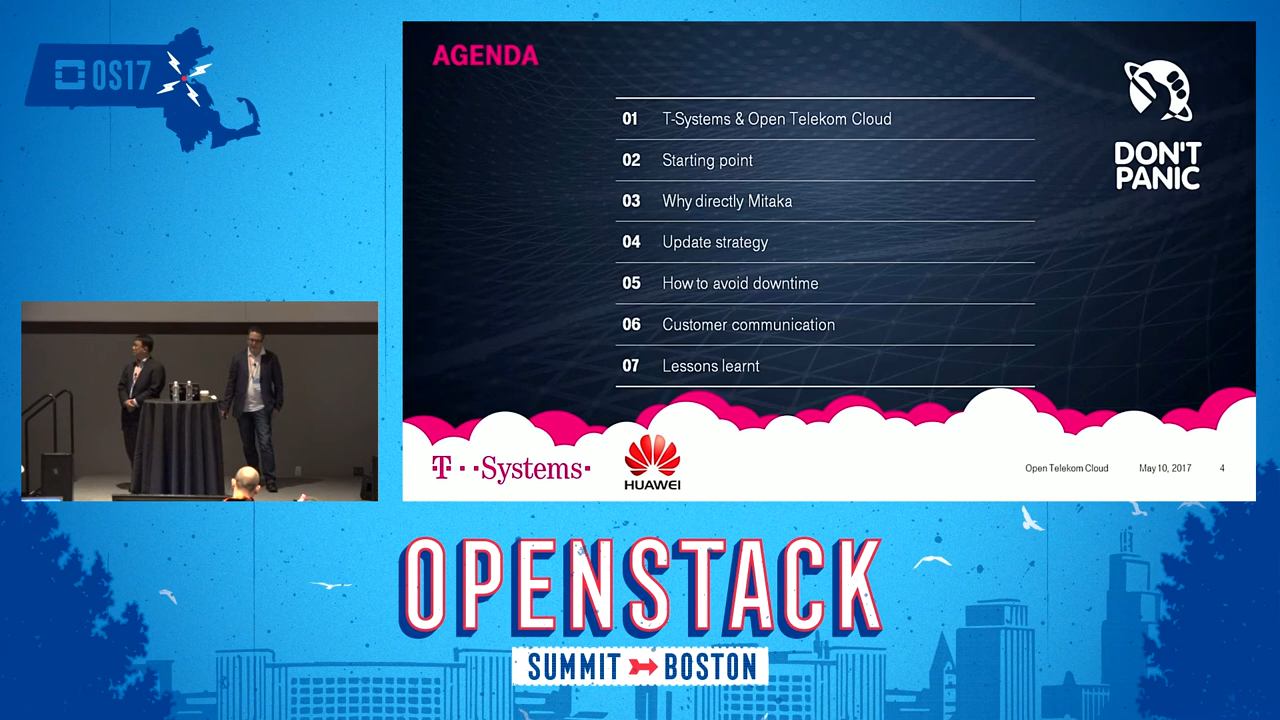 OS17
AGENDA
DON'T
PANIC
01 T-Systems & Open Telekom Cloud
02 Starting point
03 Why directly Mitaka
04 Update strategy
05 How to avoid downtime
06 Customer communication
07 Lessons learnt
T··Systems·
HUAWEI
Open Telekom Cloud May 10, 2017 4
OPENSTACK
SUMMIT BOSTON